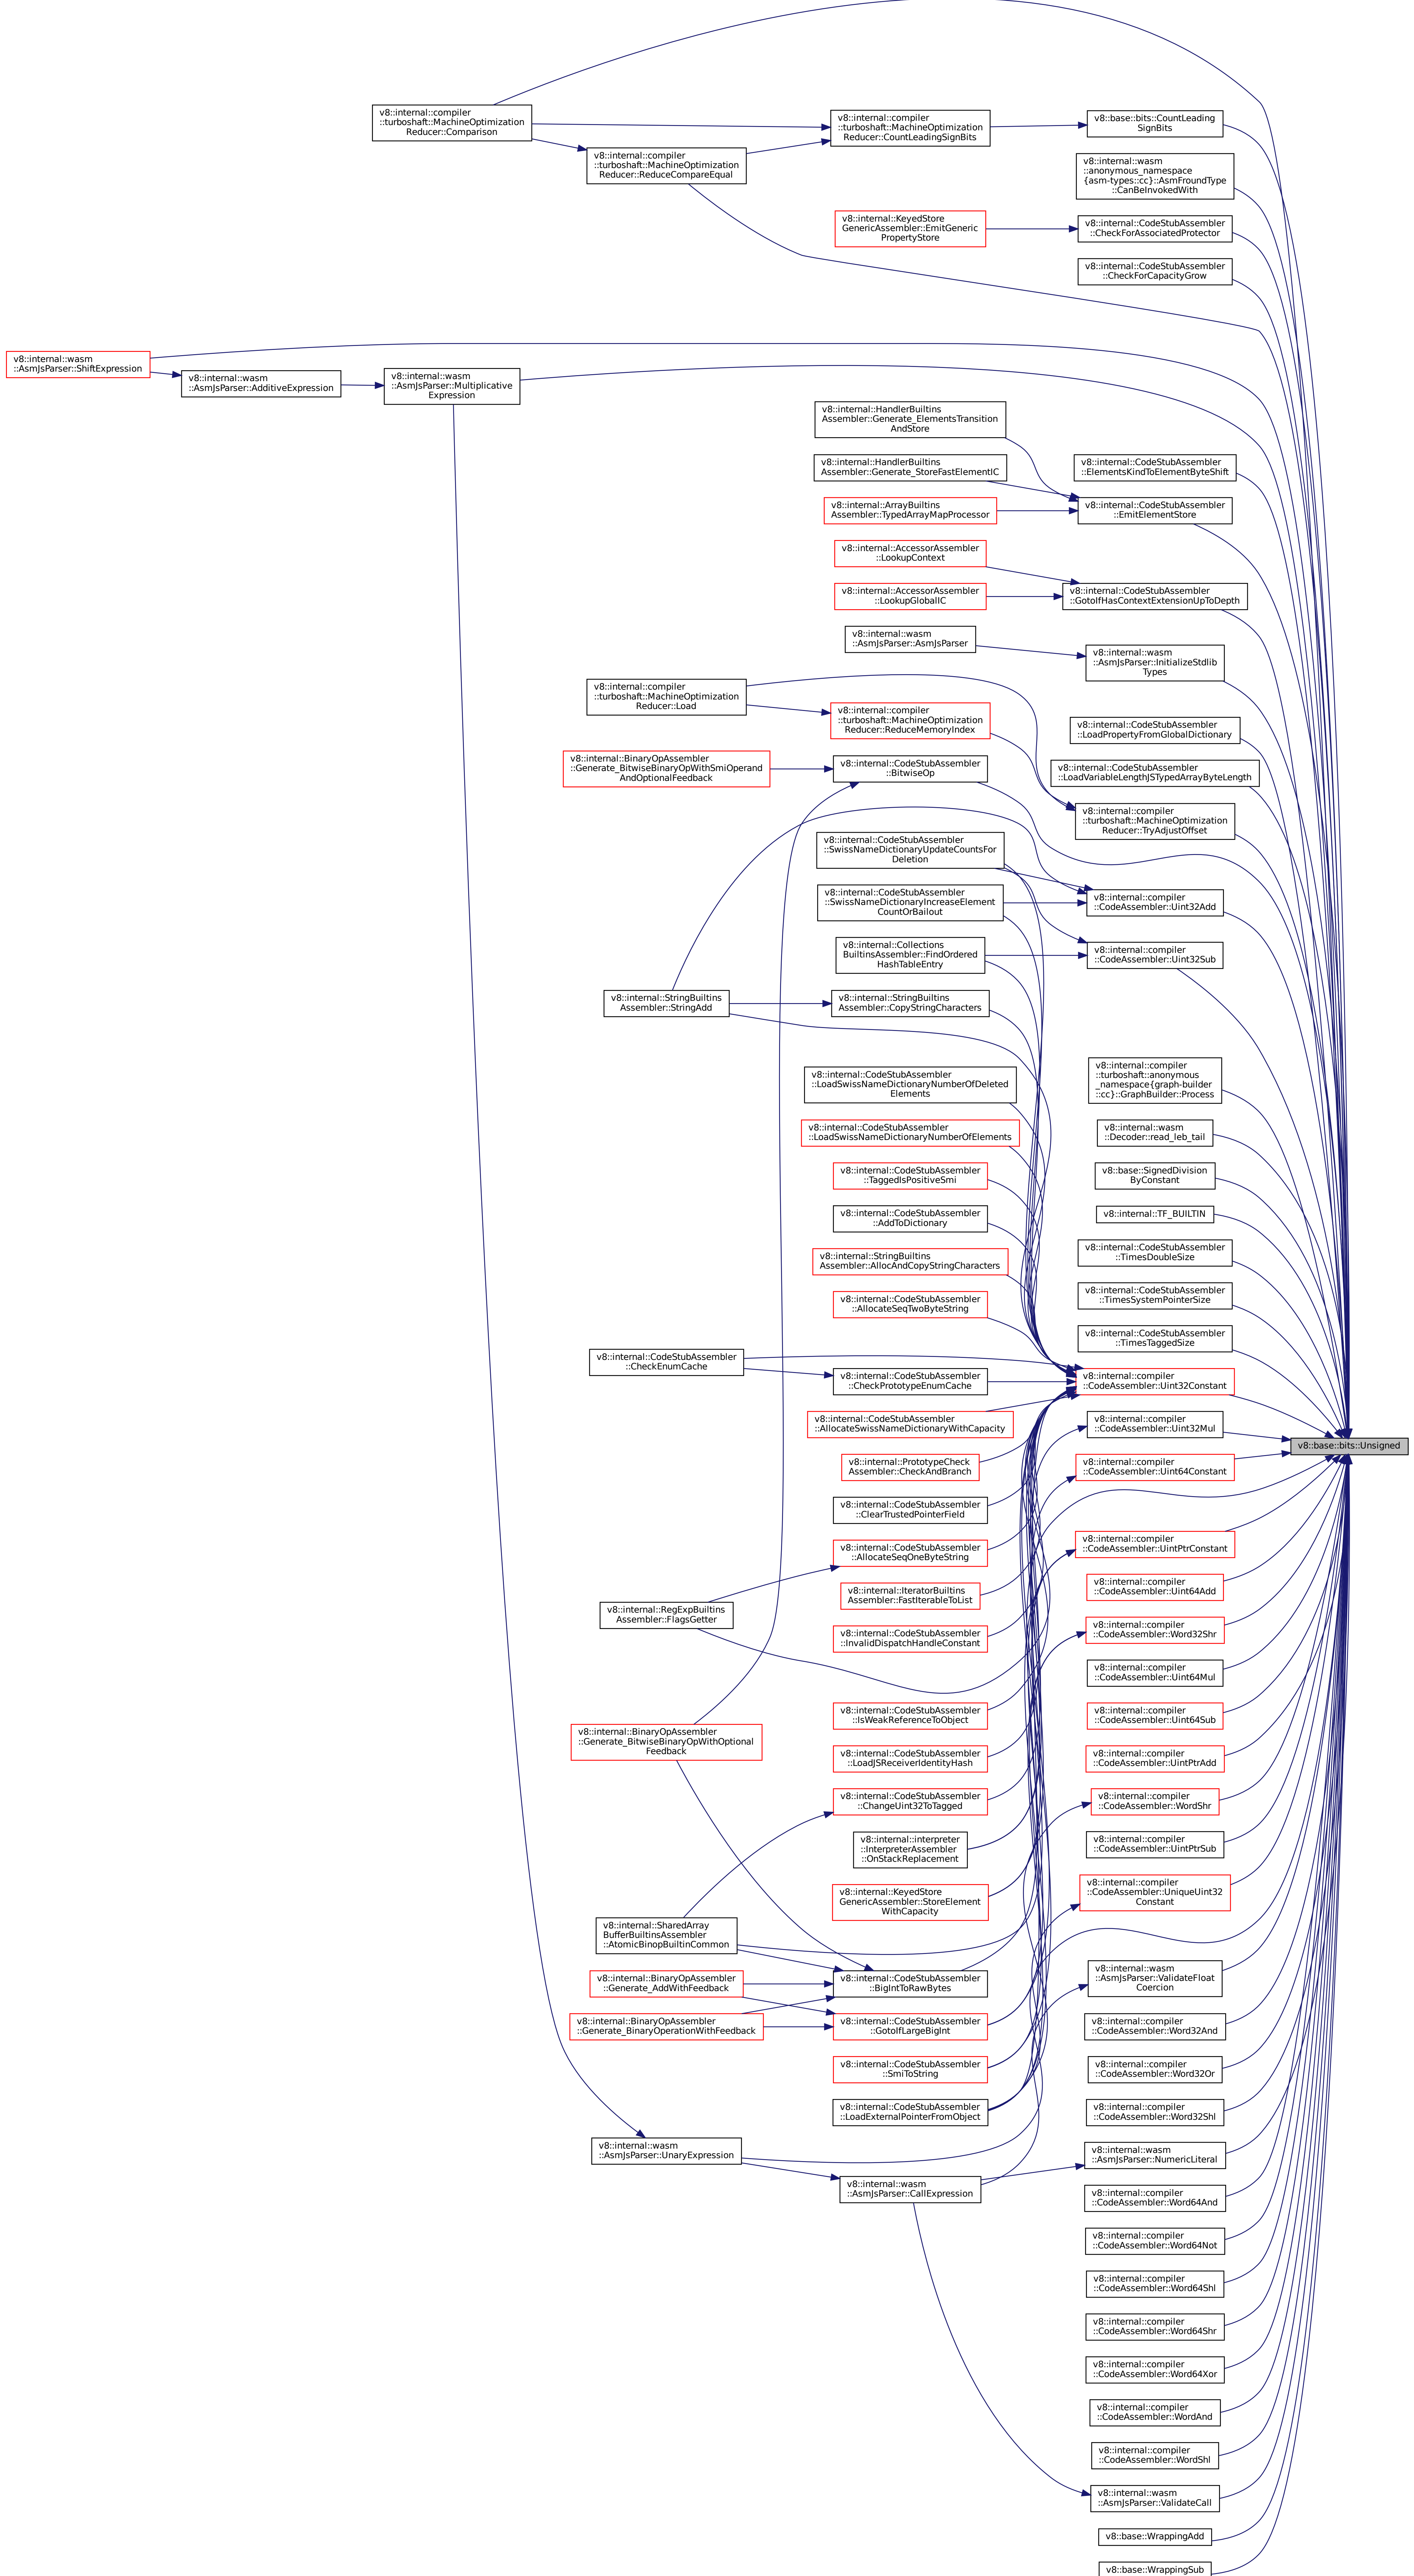 v8::internal::compiler
::turboshaft::MachineOptimization
Reducer::Comparison
v8::internal::compiler
::turboshaft::MachineOptimization
Reducer::CountLeadingSignBits
v8::base::bits::CountLeading
SignBits
v8::internal::compiler
::turboshaft::MachineOptimization
Reducer::ReduceCompareEqual
v8::internal::wasm
::anonymous_namespace
{asm-types::cc}::AsmFroundType
::CanBeInvokedWith
v8::internal::KeyedStore
GenericAssembler::EmitGeneric
PropertyStore
v8::internal::CodeStubAssembler
::CheckForAssociatedProtector
v8::internal::CodeStubAssembler
::CheckForCapacityGrow
v8::internal::wasm
::AsmJsParser::ShiftExpression
v8::internal::wasm
::AsmJsParser::AdditiveExpression
v8::internal::wasm
::AsmJsParser::Multiplicative
Expression
v8::internal::HandlerBuiltins
Assembler::Generate_ElementsTransition
AndStore
v8::internal::HandlerBuiltins
Assembler::Generate_StoreFastElementIC
v8::internal::CodeStubAssembler
::ElementsKindToElementByteShift
v8::internal::ArrayBuiltins
Assembler::TypedArrayMapProcessor
v8::internal::CodeStubAssembler
::EmitElementStore
v8::internal::AccessorAssembler
::LookupContext
v8::internal::AccessorAssembler
::LookupGlobalIC
v8::internal::CodeStubAssembler
::GotoIfHasContextExtensionUpToDepth
v8::internal::wasm
::AsmJsParser::AsmJsParser
v8::internal::wasm
::AsmJsParser::InitializeStdlib
Types
v8::internal::compiler
::turboshaft::MachineOptimization
Reducer::Load
v8::internal::compiler
::turboshaft::MachineOptimization
Reducer::ReduceMemoryIndex
v8::internal::CodeStubAssembler
::LoadPropertyFromGlobalDictionary
v8::internal::BinaryOpAssembler
::Generate_BitwiseBinaryOpWithSmiOperand
AndOptionalFeedback
v8::internal::CodeStubAssembler
::BitwiseOp
v8::internal::CodeStubAssembler
::LoadVariableLengthJSTypedArrayByteLength
v8::internal::compiler
::turboshaft::MachineOptimization
Reducer::TryAdjustOffset
v8::internal::CodeStubAssembler
::SwissNameDictionaryUpdateCountsFor
Deletion
v8::internal::CodeStubAssembler
::SwissNameDictionaryIncreaseElement
CountOrBailout
v8::internal::compiler
::CodeAssembler::Uint32Add
v8::internal::Collections
BuiltinsAssembler::FindOrdered
HashTableEntry
v8::internal::compiler
::CodeAssembler::Uint32Sub
v8::internal::StringBuiltins
Assembler::StringAdd
v8::internal::StringBuiltins
Assembler::CopyStringCharacters
v8::internal::CodeStubAssembler
::LoadSwissNameDictionaryNumberOfDeleted
Elements
v8::internal::compiler
::turboshaft::anonymous
_namespace{graph-builder
::cc}::GraphBuilder::Process
v8::internal::CodeStubAssembler
::LoadSwissNameDictionaryNumberOfElements
v8::internal::wasm
::Decoder::read_leb_tail
v8::internal::CodeStubAssembler
::TaggedIsPositiveSmi
v8::base::SignedDivision
ByConstant
v8::internal::CodeStubAssembler
::AddToDictionary
v8::internal::TF_BUILTIN
v8::internal::StringBuiltins
Assembler::AllocAndCopyStringCharacters
v8::internal::CodeStubAssembler
::TimesDoubleSize
v8::internal::CodeStubAssembler
::AllocateSeqTwoByteString
v8::internal::CodeStubAssembler
::TimesSystemPointerSize
v8::internal::CodeStubAssembler
::TimesTaggedSize
v8::internal::CodeStubAssembler
::CheckEnumCache
v8::internal::CodeStubAssembler
::CheckPrototypeEnumCache
v8::internal::compiler
::CodeAssembler::Uint32Constant
v8::internal::CodeStubAssembler
::AllocateSwissNameDictionaryWithCapacity
v8::internal::compiler
::CodeAssembler::Uint32Mul
v8::base::bits::Unsigned
v8::internal::PrototypeCheck
Assembler::CheckAndBranch
v8::internal::compiler
::CodeAssembler::Uint64Constant
v8::internal::CodeStubAssembler
::ClearTrustedPointerField
v8::internal::CodeStubAssembler
::AllocateSeqOneByteString
v8::internal::compiler
::CodeAssembler::UintPtrConstant
v8::internal::IteratorBuiltins
Assembler::FastIterableToList
v8::internal::compiler
::CodeAssembler::Uint64Add
v8::internal::RegExpBuiltins
Assembler::FlagsGetter
v8::internal::CodeStubAssembler
::InvalidDispatchHandleConstant
v8::internal::compiler
::CodeAssembler::Word32Shr
v8::internal::compiler
::CodeAssembler::Uint64Mul
v8::internal::CodeStubAssembler
::IsWeakReferenceToObject
v8::internal::compiler
::CodeAssembler::Uint64Sub
v8::internal::BinaryOpAssembler
::Generate_BitwiseBinaryOpWithOptional
Feedback
v8::internal::CodeStubAssembler
::LoadJSReceiverIdentityHash
v8::internal::compiler
::CodeAssembler::UintPtrAdd
v8::internal::CodeStubAssembler
::ChangeUint32ToTagged
v8::internal::compiler
::CodeAssembler::WordShr
v8::internal::interpreter
::InterpreterAssembler
::OnStackReplacement
v8::internal::compiler
::CodeAssembler::UintPtrSub
v8::internal::KeyedStore
GenericAssembler::StoreElement
WithCapacity
v8::internal::compiler
::CodeAssembler::UniqueUint32
Constant
v8::internal::SharedArray
BufferBuiltinsAssembler
::AtomicBinopBuiltinCommon
v8::internal::BinaryOpAssembler
::Generate_AddWithFeedback
v8::internal::CodeStubAssembler
::BigIntToRawBytes
v8::internal::wasm
::AsmJsParser::ValidateFloat
Coercion
v8::internal::BinaryOpAssembler
::Generate_BinaryOperationWithFeedback
v8::internal::CodeStubAssembler
::GotoIfLargeBigInt
v8::internal::compiler
::CodeAssembler::Word32And
v8::internal::CodeStubAssembler
::SmiToString
v8::internal::compiler
::CodeAssembler::Word32Or
v8::internal::CodeStubAssembler
::LoadExternalPointerFromObject
v8::internal::compiler
::CodeAssembler::Word32Shl
v8::internal::wasm
::AsmJsParser::UnaryExpression
v8::internal::wasm
::AsmJsParser::NumericLiteral
v8::internal::wasm
::AsmJsParser::CallExpression
v8::internal::compiler
::CodeAssembler::Word64And
v8::internal::compiler
::CodeAssembler::Word64Not
v8::internal::compiler
::CodeAssembler::Word64Shl
v8::internal::compiler
::CodeAssembler::Word64Shr
v8::internal::compiler
::CodeAssembler::Word64Xor
v8::internal::compiler
::CodeAssembler::WordAnd
v8::internal::compiler
::CodeAssembler::WordShl
v8::internal::wasm
::AsmJsParser::ValidateCall
v8::base::WrappingAdd
v8::base::WrappingSub